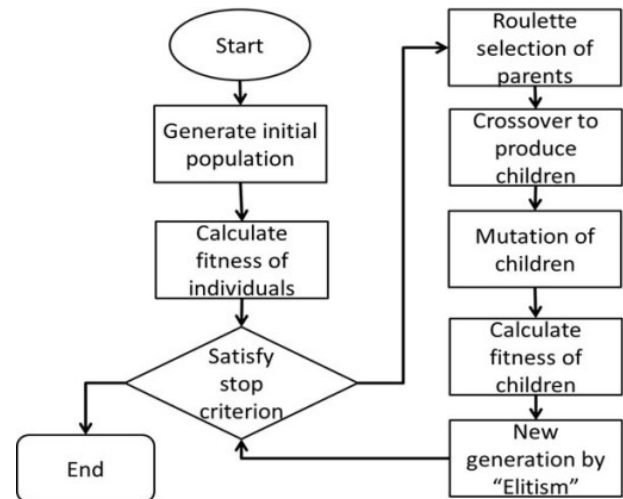 Start
Generate initial
population
Calculate
fitness of
individuals
Satisfy
stop
criterion
End
Roulette
selection of
parents
Crossover to
produce
children
Mutation of
children
Calculate
fitness of
children
New
generation by
“Elitism”